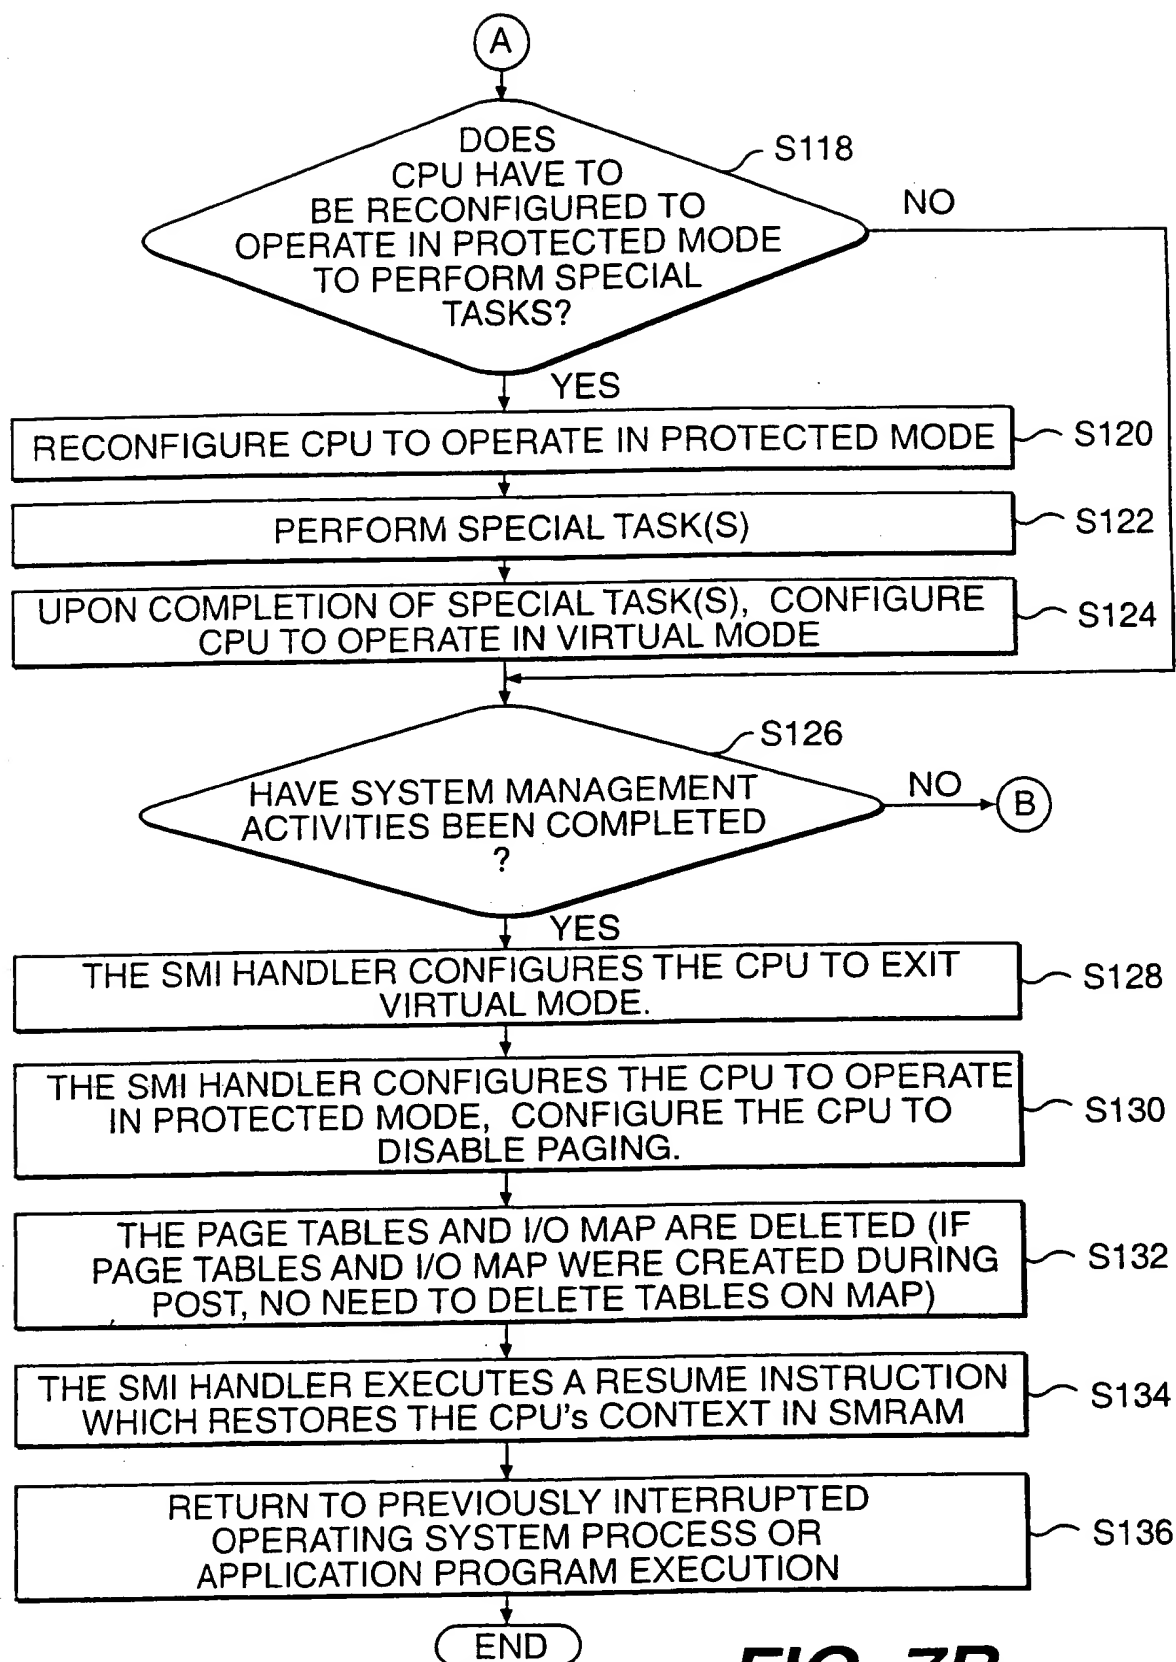 A
DOES
CPU HAVE TO
BE RECONFIGURED TO
OPERATE IN PROTECTED MODE
TO PERFORM SPECIAL
TASKS?
S118
NO
YES
RECONFIGURE CPU TO OPERATE IN PROTECTED MODE
S120
PERFORM SPECIAL TASK(S)
S122
UPON COMPLETION OF SPECIAL TASK(S), CONFIGURE
CPU TO OPERATE IN VIRTUAL MODE
S124
S126
HAVE SYSTEM MANAGEMENT
ACTIVITIES BEEN COMPLETED
?
NO
B
YES
THE SMI HANDLER CONFIGURES THE CPU TO EXIT
VIRTUAL MODE.
S128
THE SMI HANDLER CONFIGURES THE CPU TO OPERATE
IN PROTECTED MODE, CONFIGURE THE CPU TO
DISABLE PAGING.
S130
THE PAGE TABLES AND I/O MAP ARE DELETED (IF
PAGE TABLES AND I/O MAP WERE CREATED DURING
POST, NO NEED TO DELETE TABLES ON MAP)
S132
THE SMI HANDLER EXECUTES A RESUME INSTRUCTION
WHICH RESTORES THE CPU's CONTEXT IN SMRAM
S134
RETURN TO PREVIOUSLY INTERRUPTED
OPERATING SYSTEM PROCESS OR
APPLICATION PROGRAM EXECUTION
S136
END
FIG. 7B